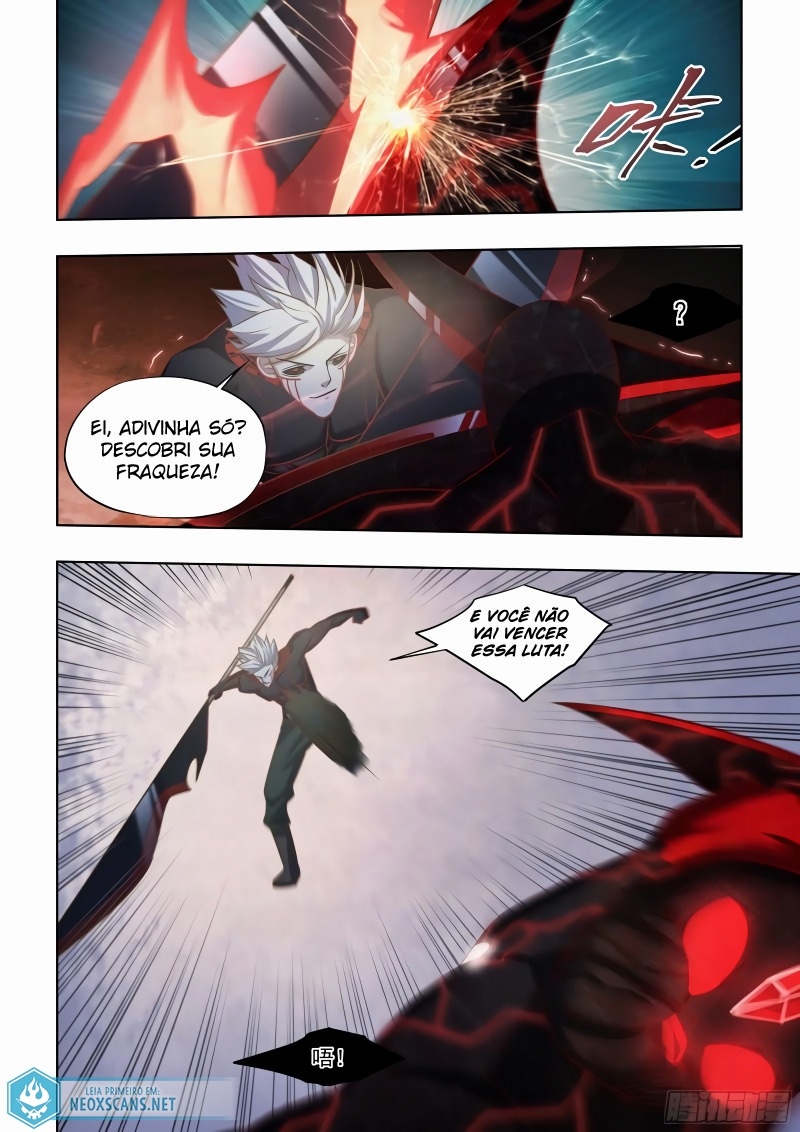 咔!
?
EI, ADIVINHA SÓ?
DESCOBRI SUA
FRAQUEZA!
E VOCÊ NÃO
VAI VENCER
ESSA LUTA!
唔!
LEIA PRIMEIRO EM:
NEOXSCANS.NET
腾讯动漫